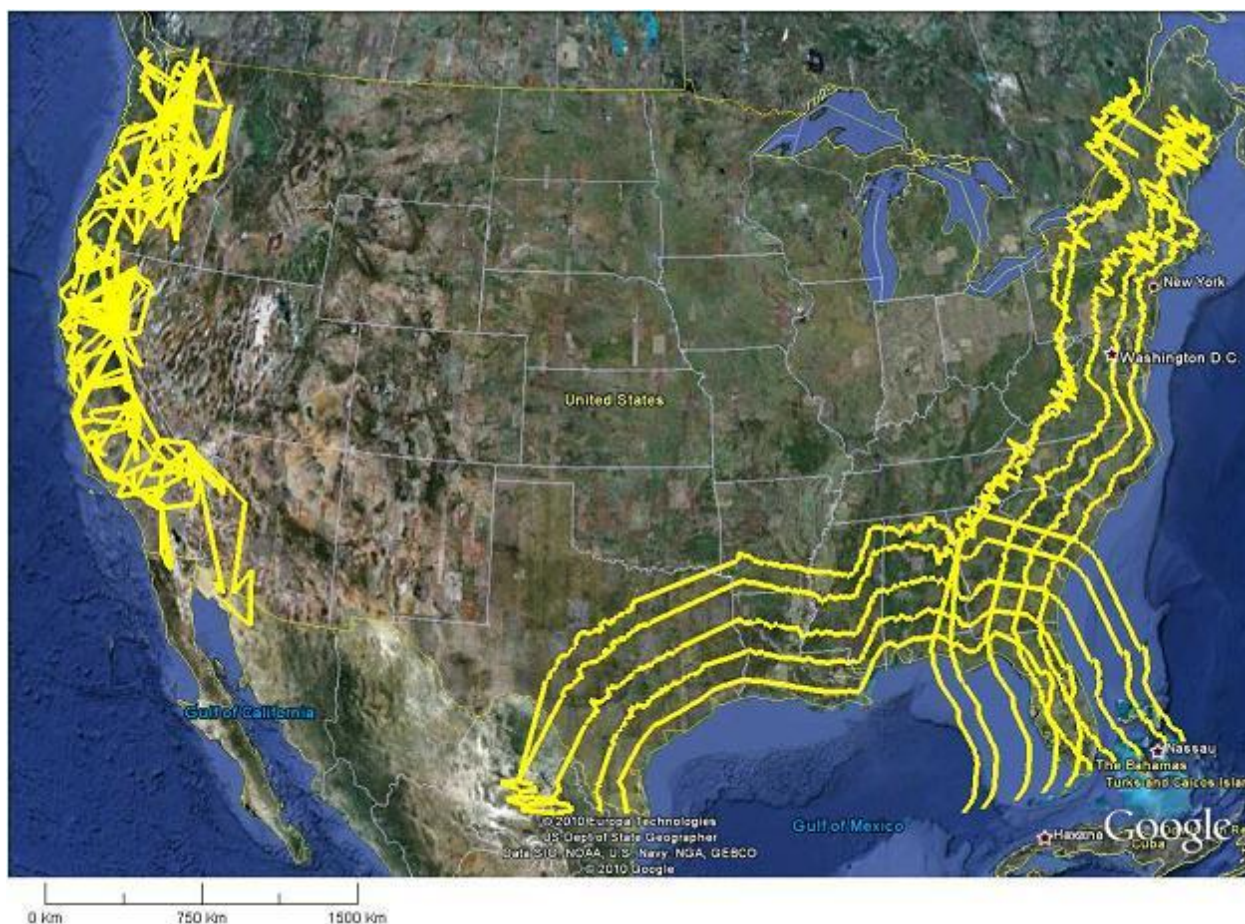 New York
Washington D.C.
United States
Gulf of California
Nassau
The Bahamas
Turks and Caicos Islan
© 2010 Europa Technologies
US Dept of State Geographer
Data SIO, NOAA, U.S. Navy, NGA, GEBCO
© 2010 Google
Gulf of Mexico
Havana
Cuba
Google
0 Km
750 Km
1500 Km